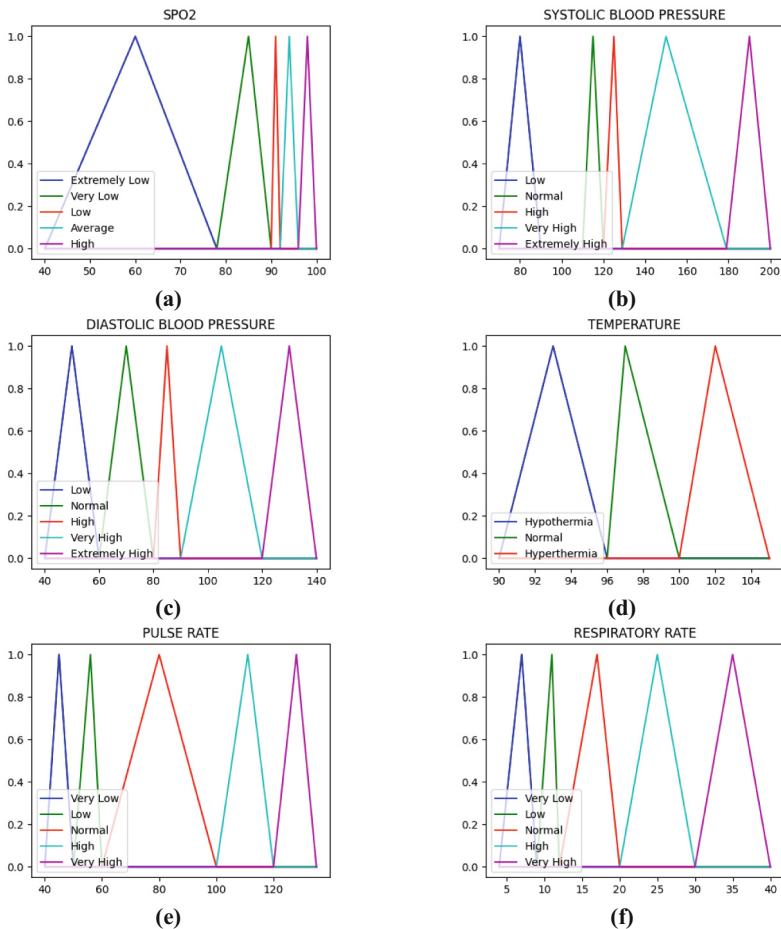 SPO2
1.0
0.8
0.6
0.4
0.2
0.0
Extremely Low
Very Low
Low
Average
High
40 50 60 70 80 90 100
(a)
SYSTOLIC BLOOD PRESSURE
1.0
0.8
0.6
0.4
0.2
0.0
Low
Normal
High
Very High
Extremely High
80 100 120 140 160 180 200
(b)
DIASTOLIC BLOOD PRESSURE
1.0
0.8
0.6
0.4
0.2
0.0
Low
Normal
High
Very High
Extremely High
40 60 80 100 120 140
(c)
TEMPERATURE
1.0
0.8
0.6
0.4
0.2
0.0
Hypothermia
Normal
Hyperthermia
90 92 94 96 98 100 102 104
(d)
PULSE RATE
1.0
0.8
0.6
0.4
0.2
0.0
Very Low
Low
Normal
High
Very High
40 60 80 100 120
(e)
RESPIRATORY RATE
1.0
0.8
0.6
0.4
0.2
0.0
Very Low
Low
Normal
High
Very High
5 10 15 20 25 30 35 40
(f)